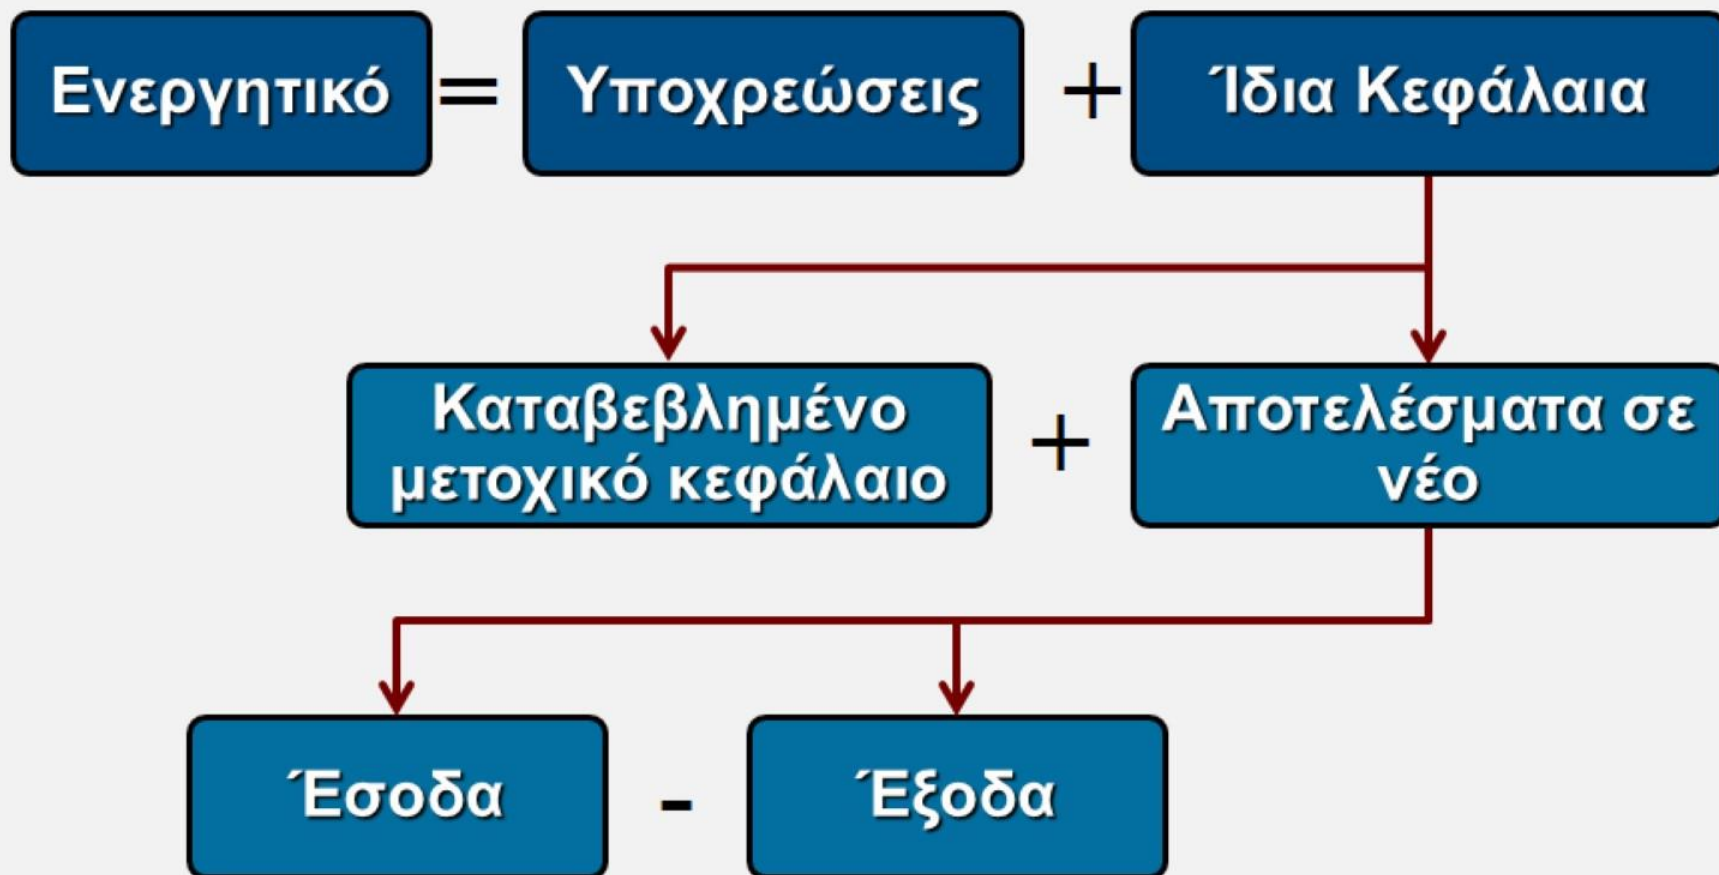 Ενεργητικό = Υποχρεώσεις + Ίδια Κεφάλαια
Καταβεβλημένο
μετοχικό κεφάλαιο
+
Αποτελέσματα σε
νέο
Έσοδα - Έξοδα